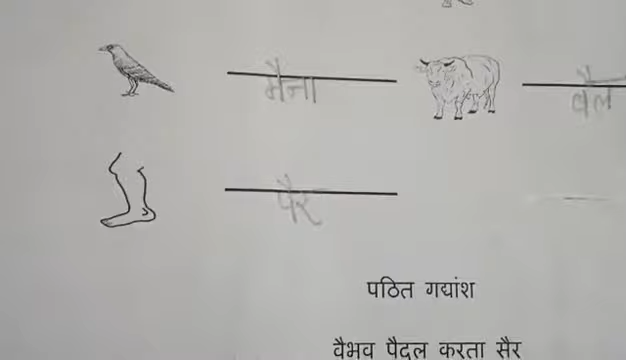 मैना बैल
पैर
पठित गद्यांश
वैभव पैदल करता सैर